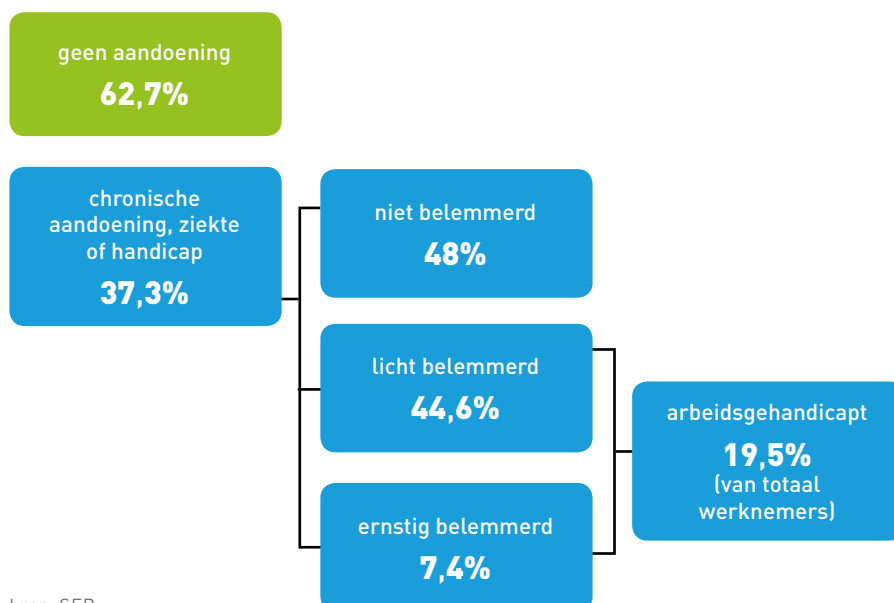 geen aandoening
62,7%
chronische
aandoening, ziekte
of handicap
37,3%
niet belemmerd
48%
licht belemmerd
44,6%
ernstig belemmerd
7,4%
arbeidsgehandicapt
19,5%
(van totaal
werknemers)